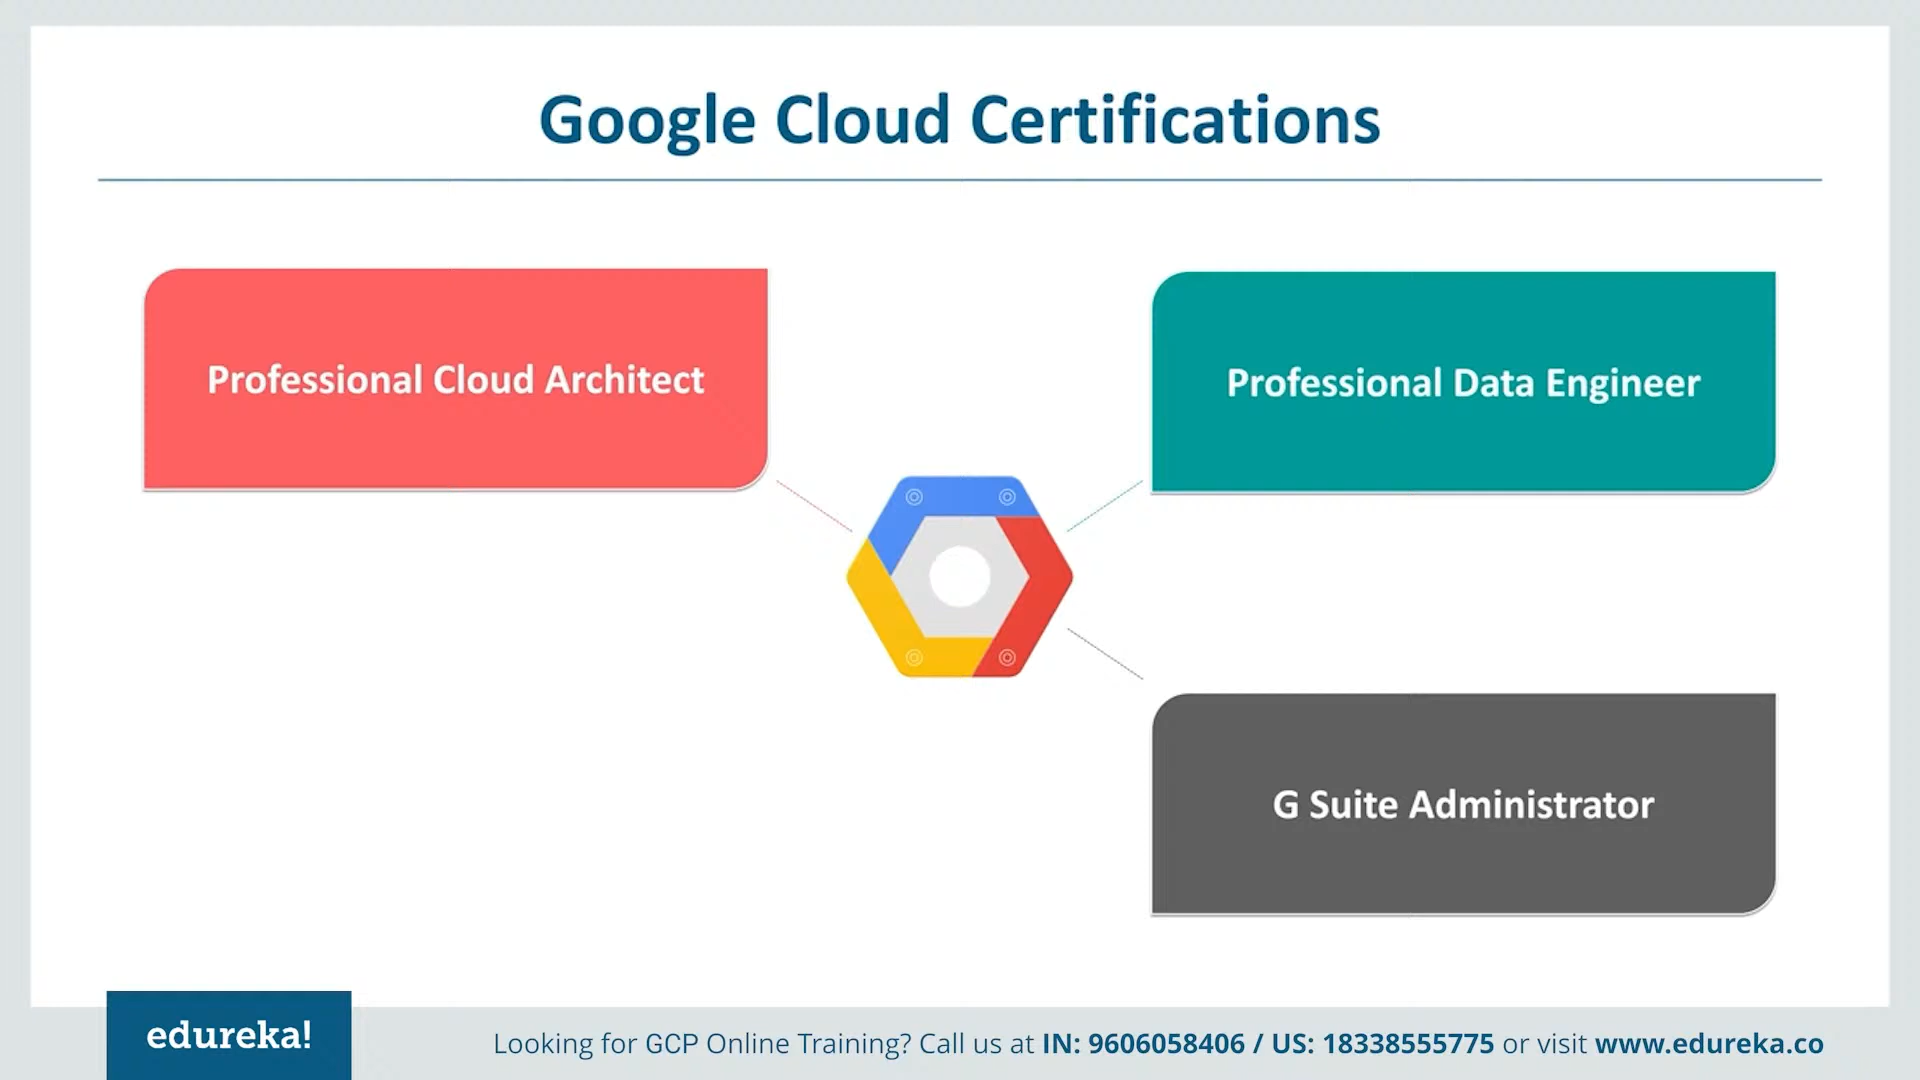 Google Cloud Certifications
Professional Cloud Architect
Professional Data Engineer
G Suite Administrator
edureka!
Looking for GCP Online Training? Call us at IN: 9606058406 / US: 18338555775 or visit www.edureka.co